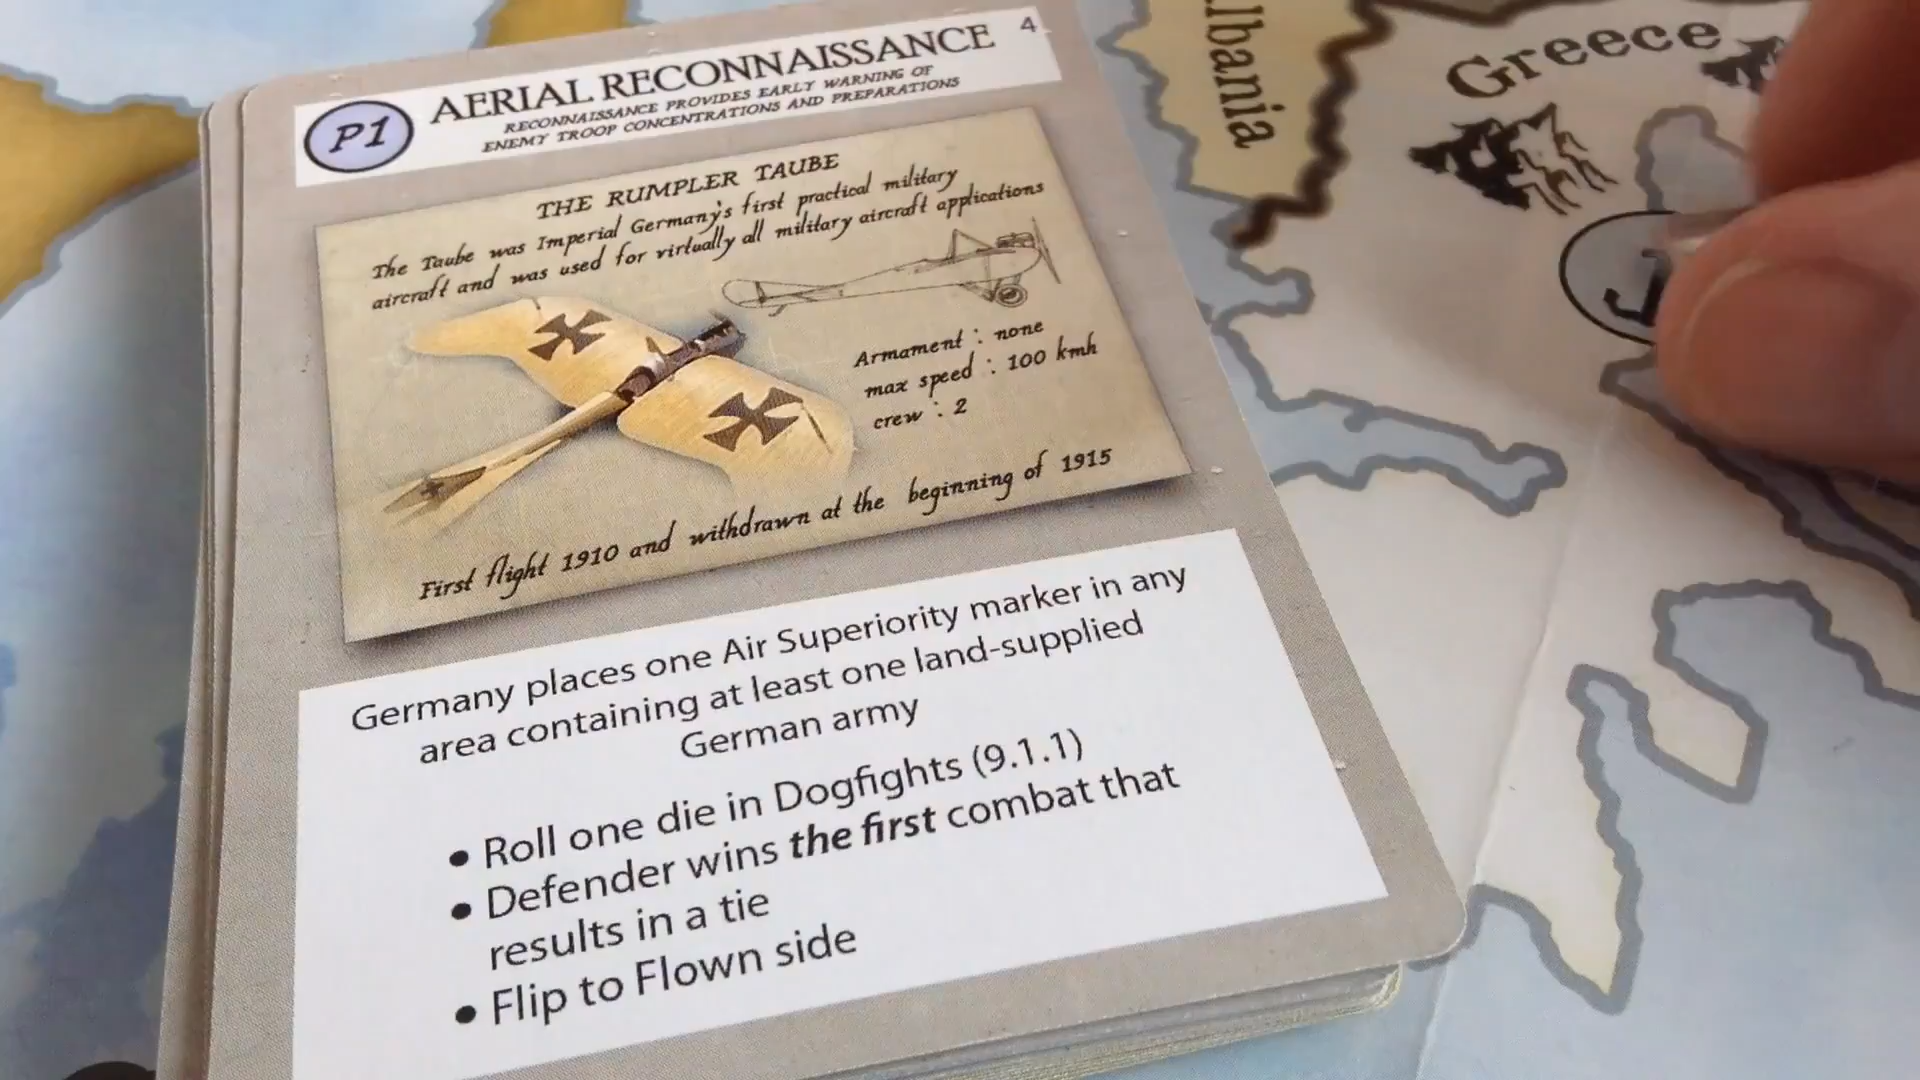 AERIAL RECONNAISSANCE
4
P1
RECONNAISSANCE PROVIDES EARLY WARNING OF
ENEMY TROOP CONCENTRATIONS AND PREPARATIONS
THE RUMPLER TAUBE
The Taube was Imperial Germany's first practical military
aircraft and was used for virtually all military aircraft applications
Armament : none
max speed : 100 kmh
crew : 2
First flight 1910 and withdrawn at the beginning of 1915
Germany places one Air Superiority marker in any
area containing at least one land-supplied
German army
• Roll one die in Dogfights (9.1.1)
• Defender wins the first combat that
results in a tie
• Flip to Flown side
lbania
Greece